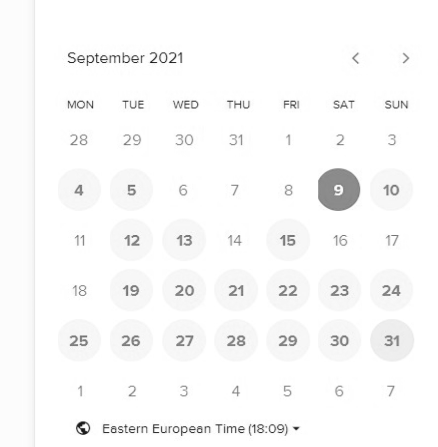 September 2021
MON TUE WED THU FRI SAT SUN
28 29 30 31 1 2 3
4 5 6 7 8 9 10
11 12 13 14 15 16 17
18 19 20 21 22 23 24
25 26 27 28 29 30 31
1 2 3 4 5 6 7
Eastern European Time (18:09)